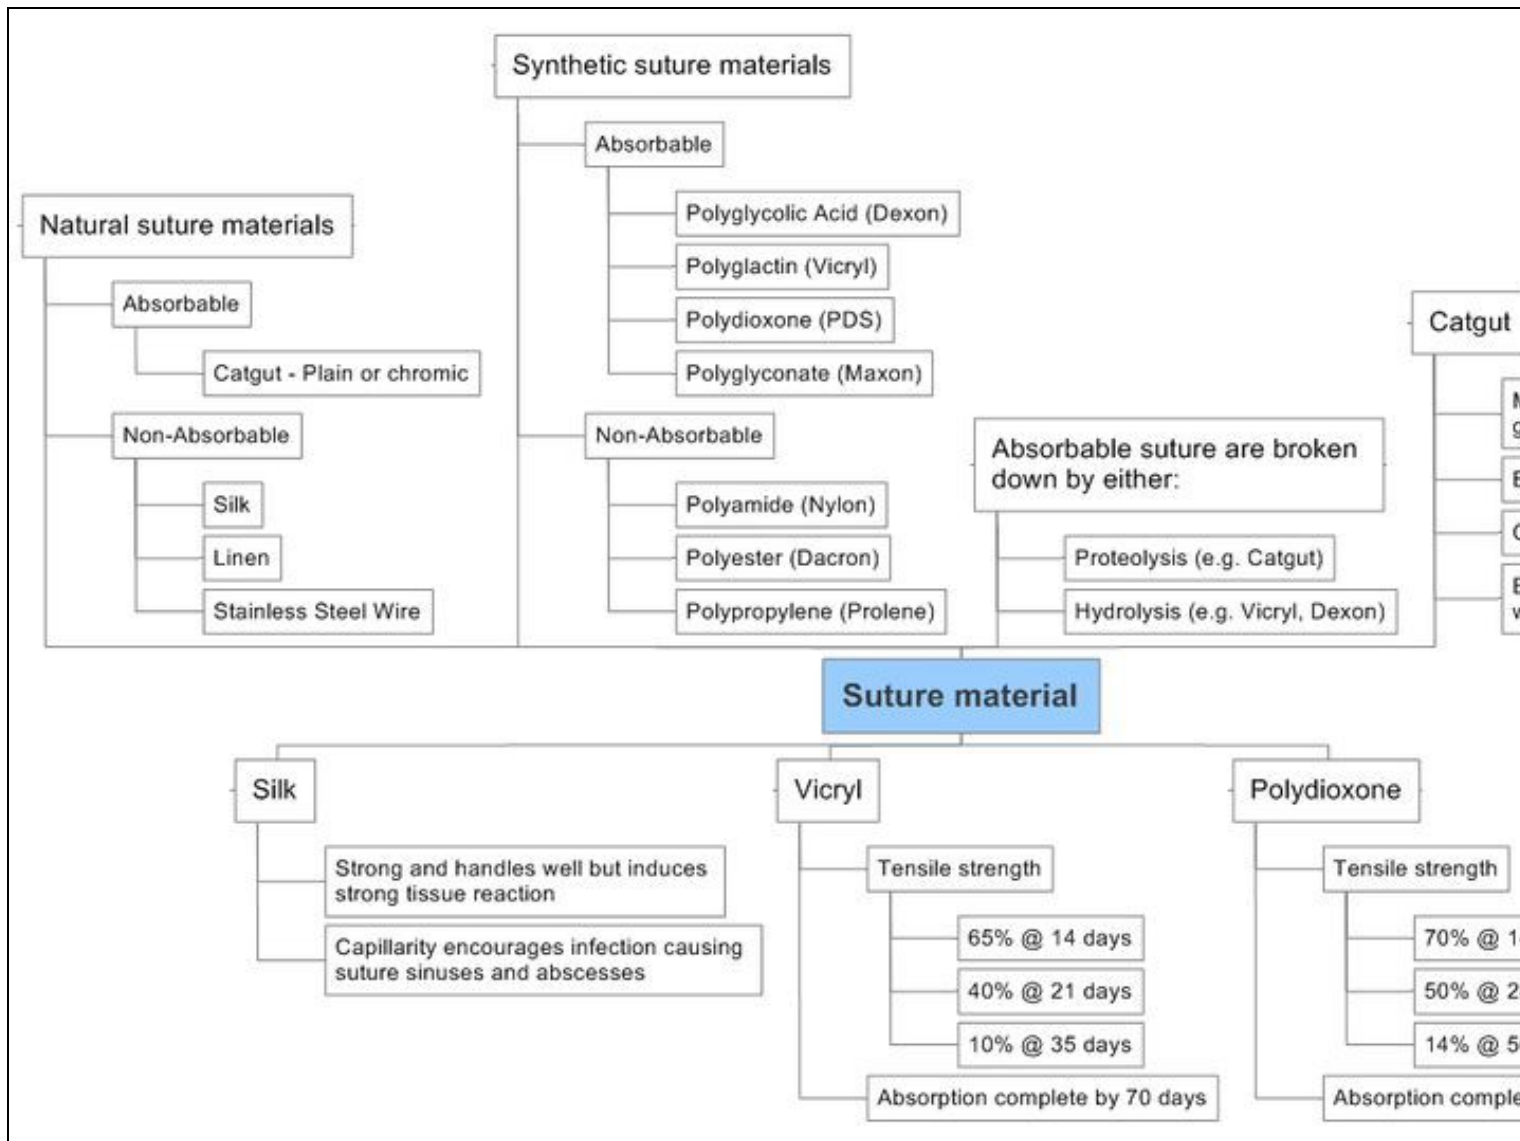 Synthetic suture materials
Absorbable
Polyglycolic Acid (Dexon)
Polyglactin (Vicryl)
Polydioxone (PDS)
Polyglyconate (Maxon)
Non-Absorbable
Polyamide (Nylon)
Polyester (Dacron)
Polypropylene (Prolene)
Natural suture materials
Absorbable
Catgut - Plain or chromic
Non-Absorbable
Silk
Linen
Stainless Steel Wire
Absorbable suture are broken
down by either:
Proteolysis (e.g. Catgut)
Hydrolysis (e.g. Vicryl, Dexon)
Catgut
Suture material
Silk
Strong and handles well but induces
strong tissue reaction
Capillarity encourages infection causing
suture sinuses and abscesses
Vicryl
Tensile strength
65% @ 14 days
40% @ 21 days
10% @ 35 days
Absorption complete by 70 days
Polydioxone
Tensile strength
70% @
50% @
14% @
Absorption